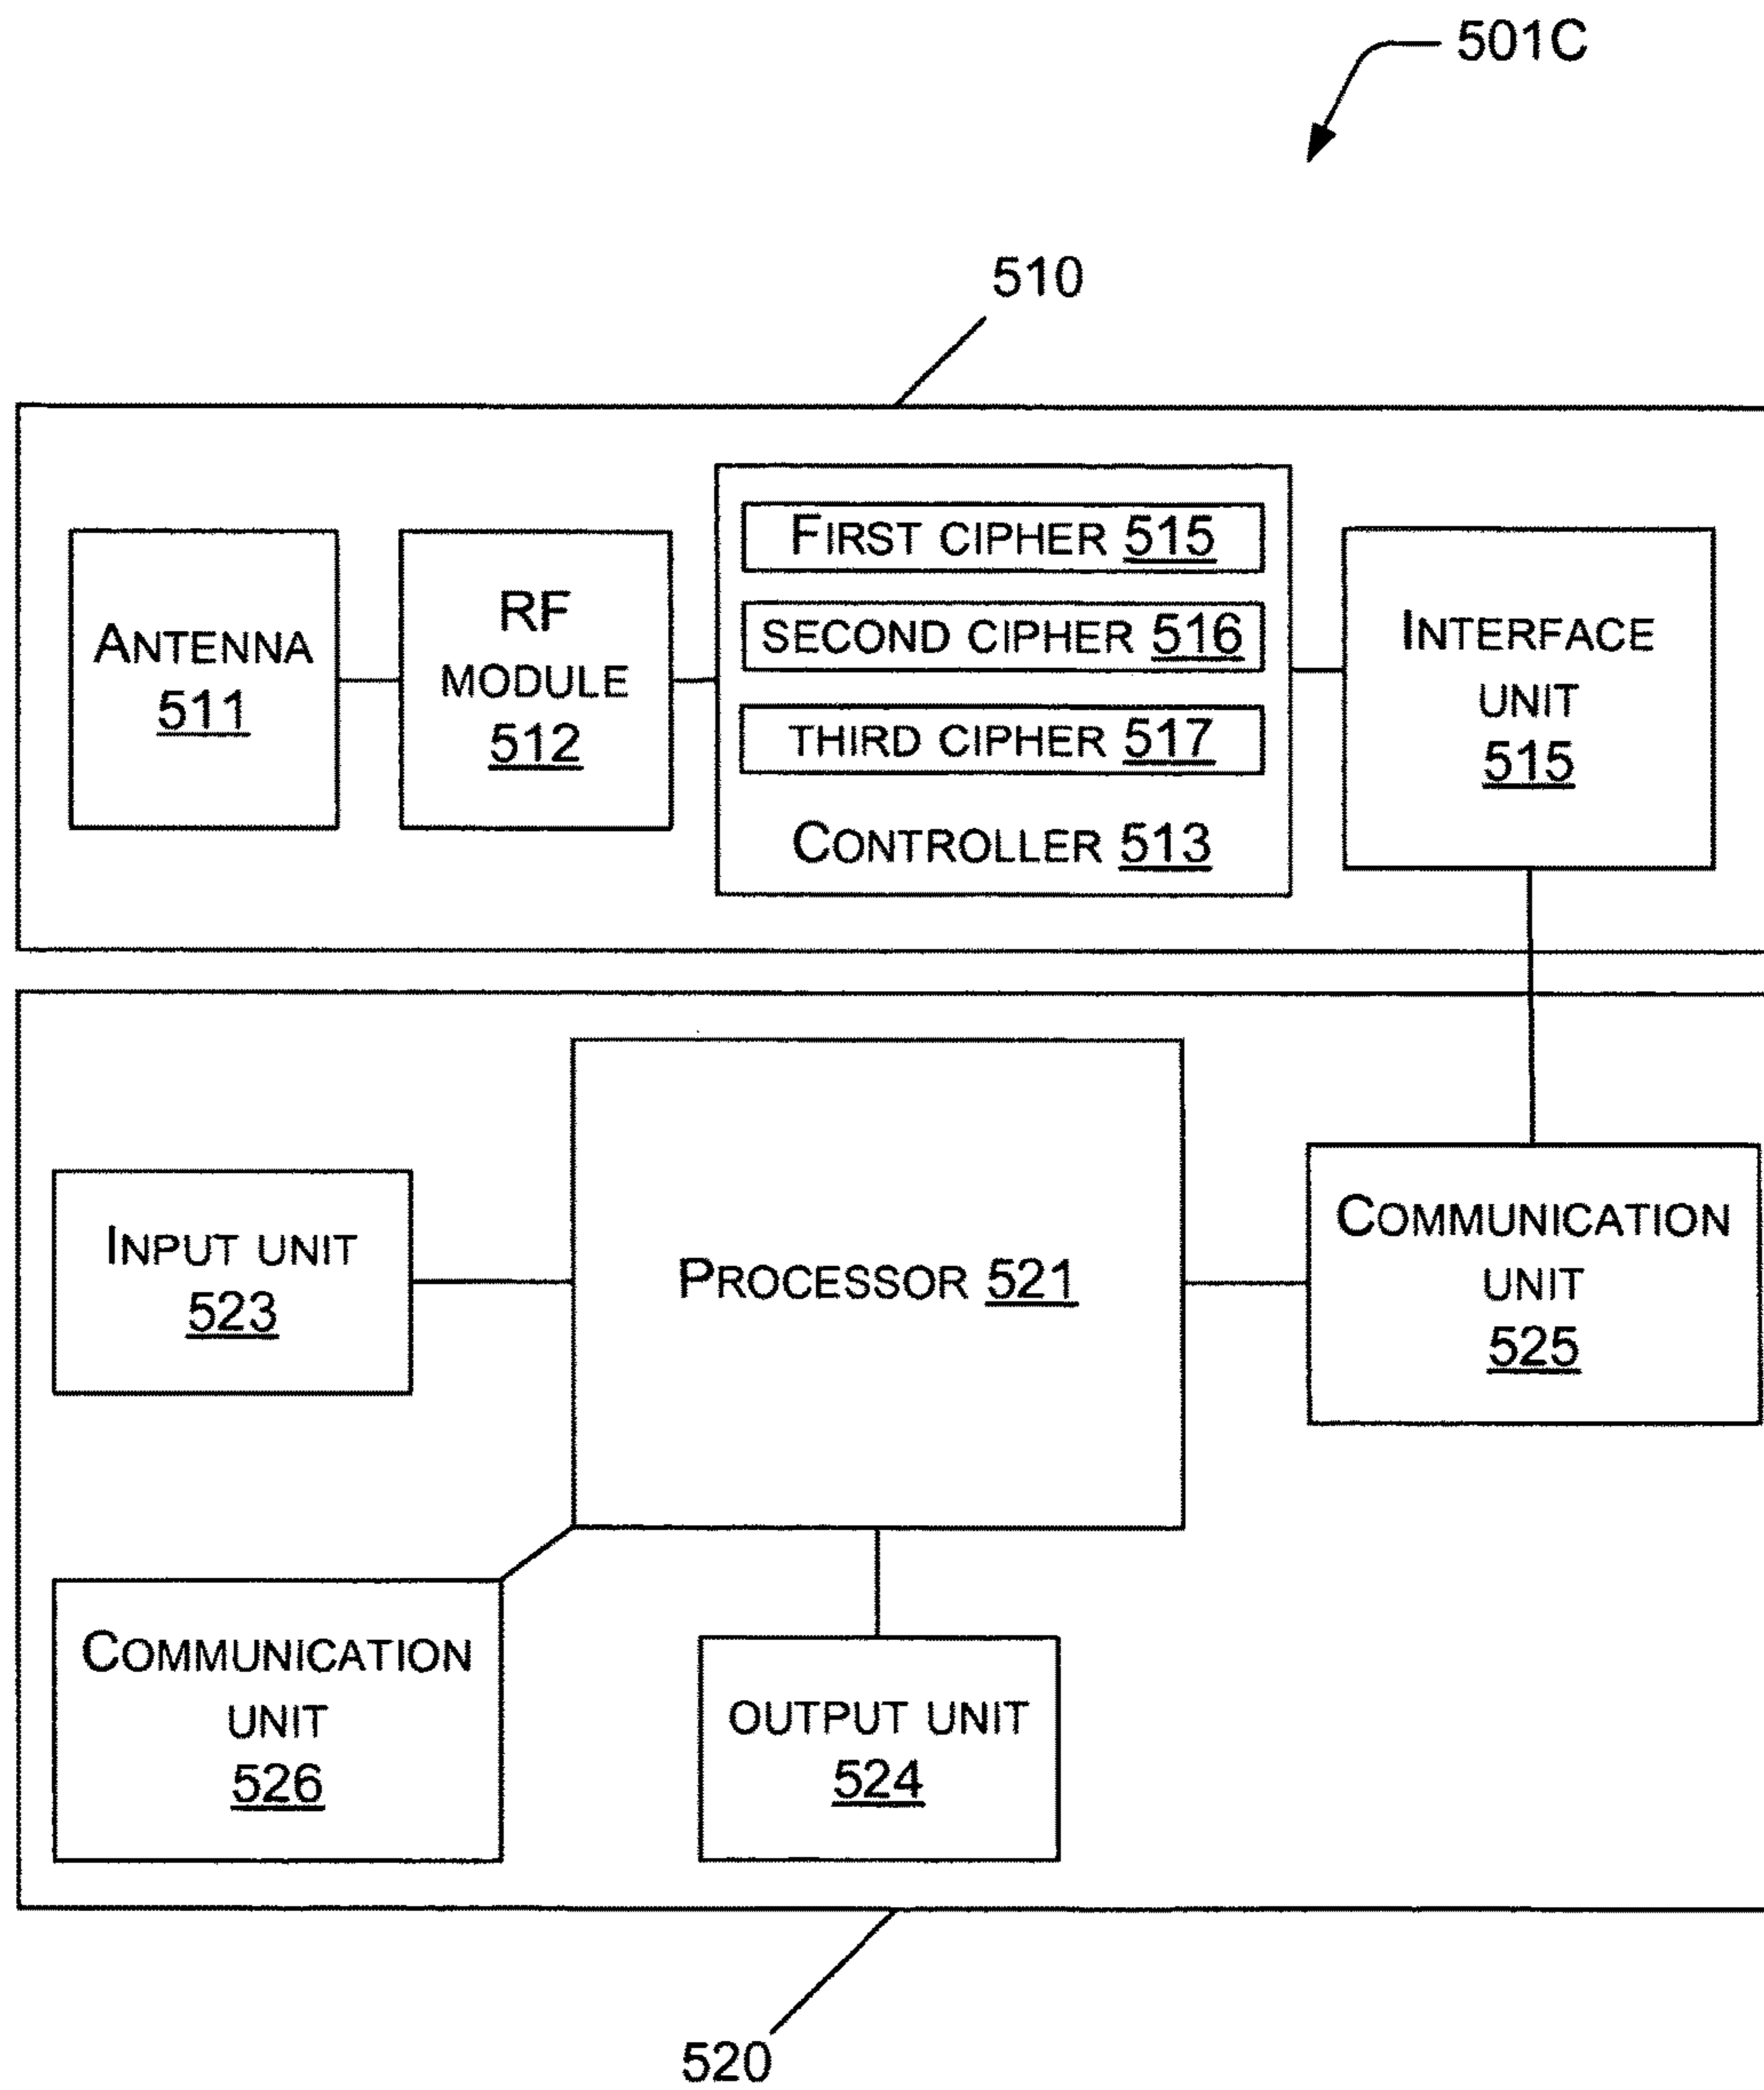 501C
510
ANTENNA
511
RF
MODULE
512
FIRST CIPHER 515
SECOND CIPHER 516
THIRD CIPHER 517
CONTROLLER 513
INTERFACE
UNIT
515
INPUT UNIT
523
PROCESSOR 521
COMMUNICATION
UNIT
525
COMMUNICATION
UNIT
526
OUTPUT UNIT
524
520